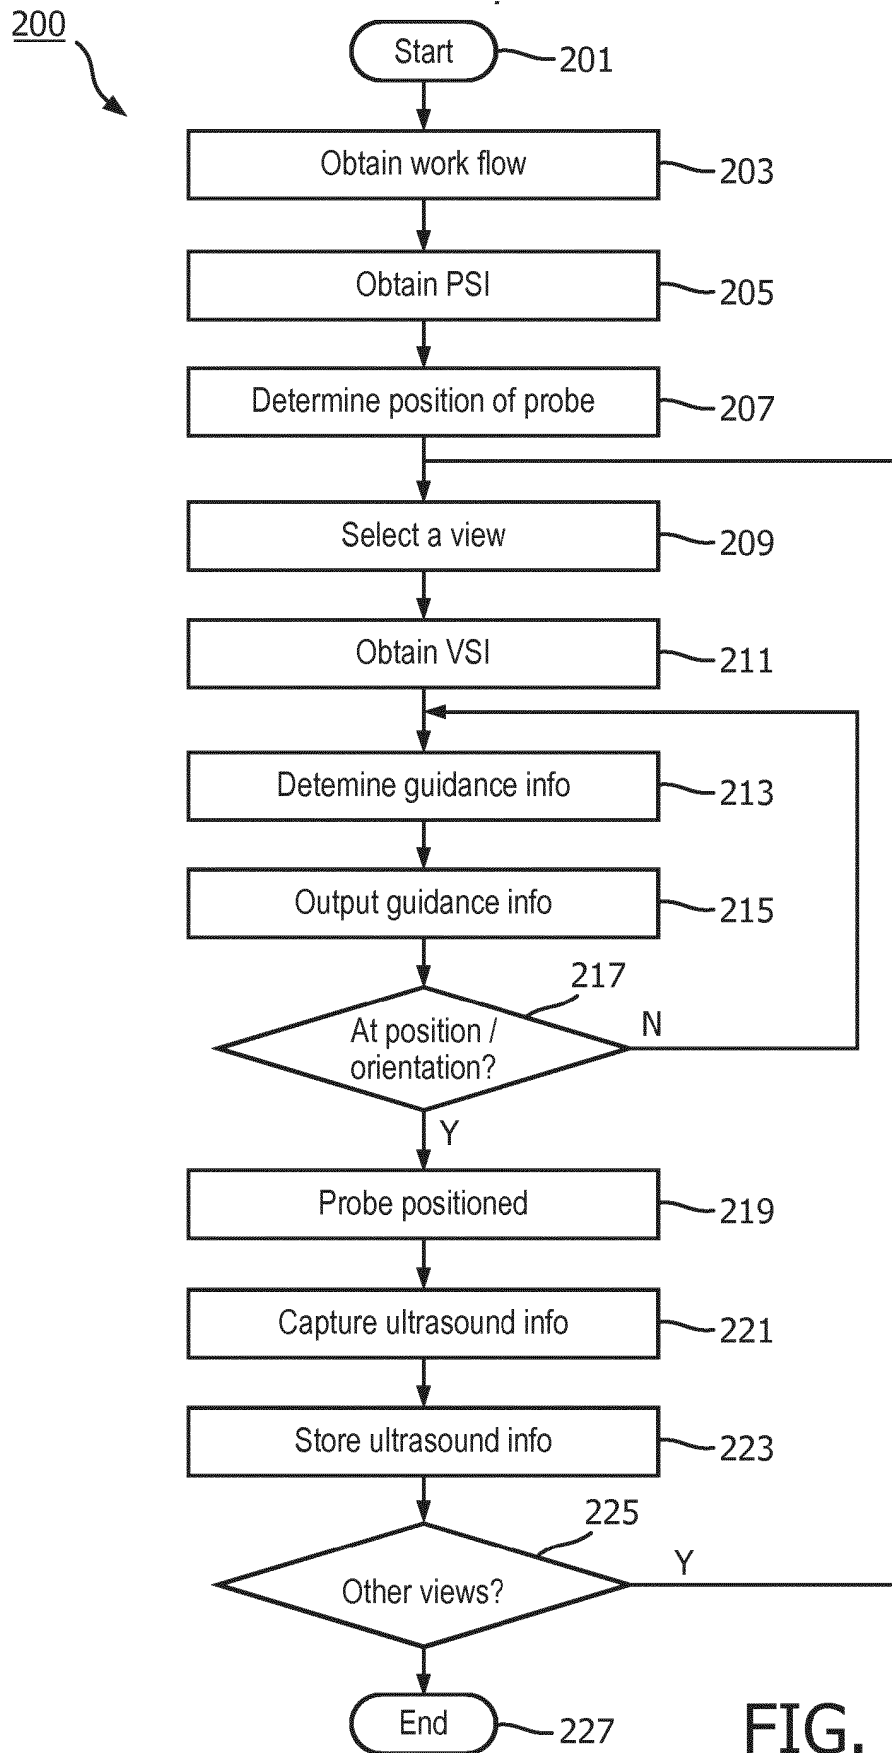 200
Start
201
Obtain work flow
203
Obtain PSI
205
Determine position of probe
207
Select a view
209
Obtain VSI
211
Detemine guidance info
213
Output guidance info
215
217
At position /
orientation?
N
Y
Probe positioned
219
Capture ultrasound info
221
Store ultrasound info
223
225
Other views?
Y
End
227
FIG.